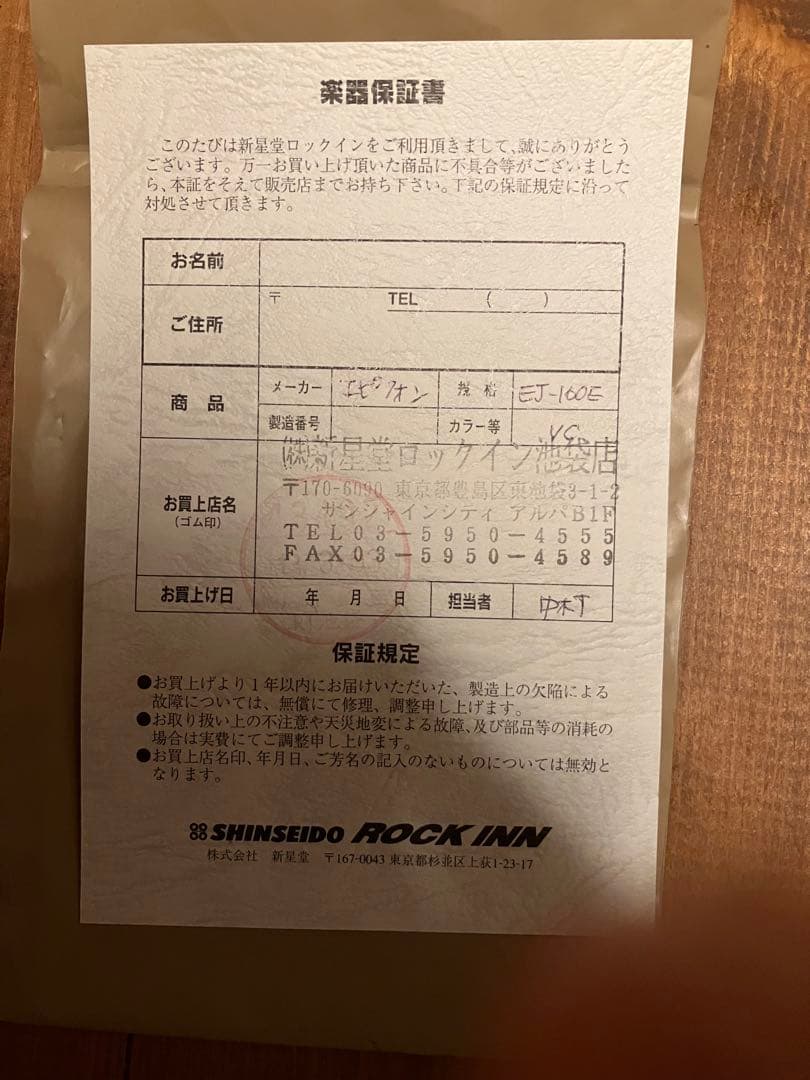 楽器保証書
このたびは新星堂ロックインをご利用頂きまして、誠にありがとう
ございます。万一お買い上げ頂いた商品に不具合等がございました
ら、本証をそえて販売店までお持ち下さい。下記の保証規定に沿って
対処させて頂きます。
お名前
ご住所 〒 TEL ( )
商品 メーカー エピフォン 規格 EJ-160E
製造番号 カラー等 VC
お買上店名
(ゴム印)
(株)新星堂ロックイン池袋店
〒170-6090 東京都豊島区東池袋3-1-2
サンシャインシティ アルパB1F
TEL03-5950-4555
FAX03-5950-4589
お買上げ日 年 月 日 担当者
保証規定
●お買上げより1年以内にお届けいただいた、製造上の欠陥による
故障については、無償にて修理、調整申し上げます。
●お取り扱い上の不注意や天災地変による故障、及び部品等の消耗の
場合は実費にてご調整申し上げます。
●お買上店名印、年月日、ご芳名の記入のないものについては無効と
なります。
SHINSEIDO ROCK INN
株式会社 新星堂 〒167-0043 東京都杉並区上荻1-23-17